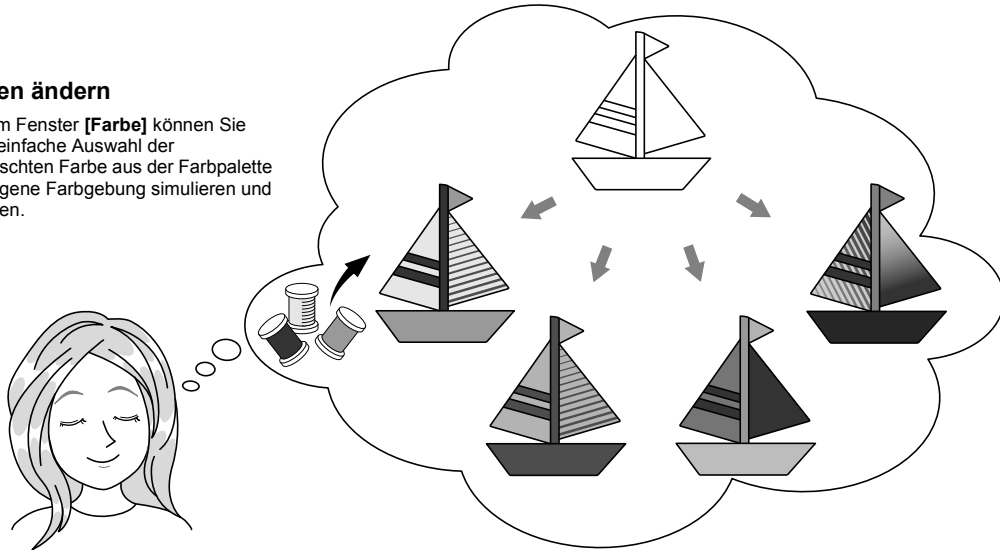 en ändern
m Fenster [Farbe] können Sie
einfache Auswahl der
schten Farbe aus der Farbpalette
gene Farbgebung simulieren und
en.